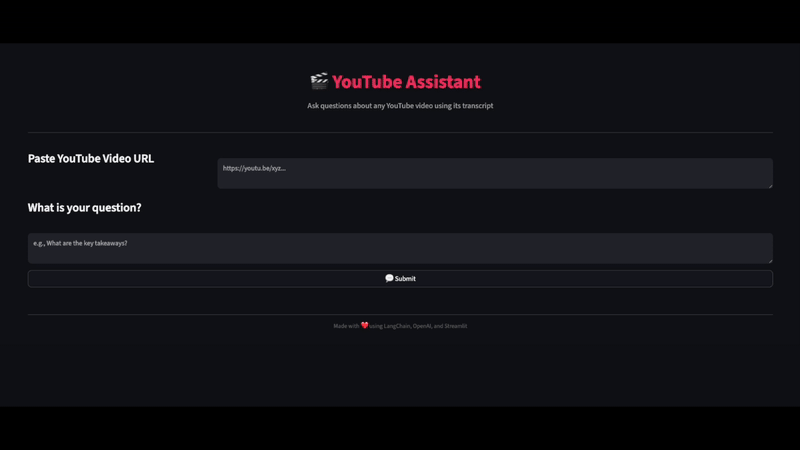 🎬 YouTube Assistant
Ask questions about any YouTube video using its transcript
Paste YouTube Video URL
https://youtu.be/xyz...
What is your question?
e.g., What are the key takeaways?
💬 Submit
Made with ❤️ using LangChain, OpenAI, and Streamlit